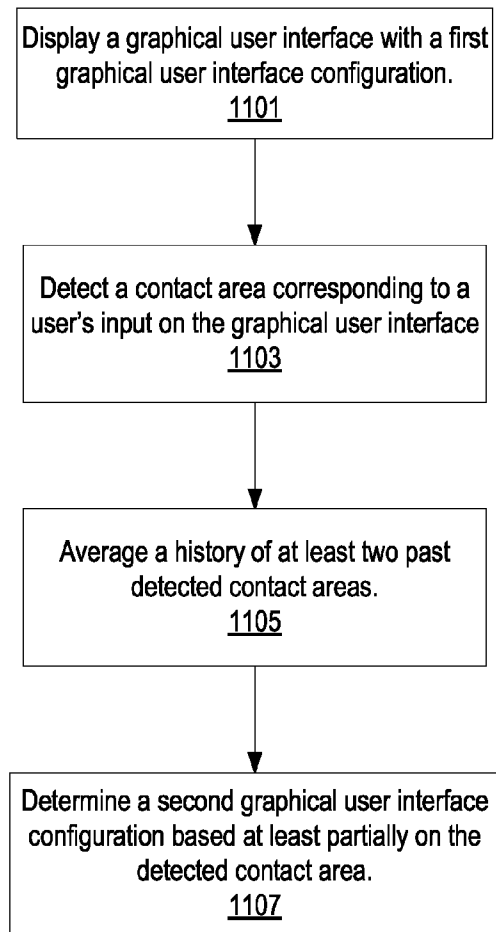 Display a graphical user interface with a first
graphical user interface configuration.
1101
Detect a contact area corresponding to a
user's input on the graphical user interface
1103
Average a history of at least two past
detected contact areas.
1105
Determine a second graphical user interface
configuration based at least partially on the
detected contact area.
1107